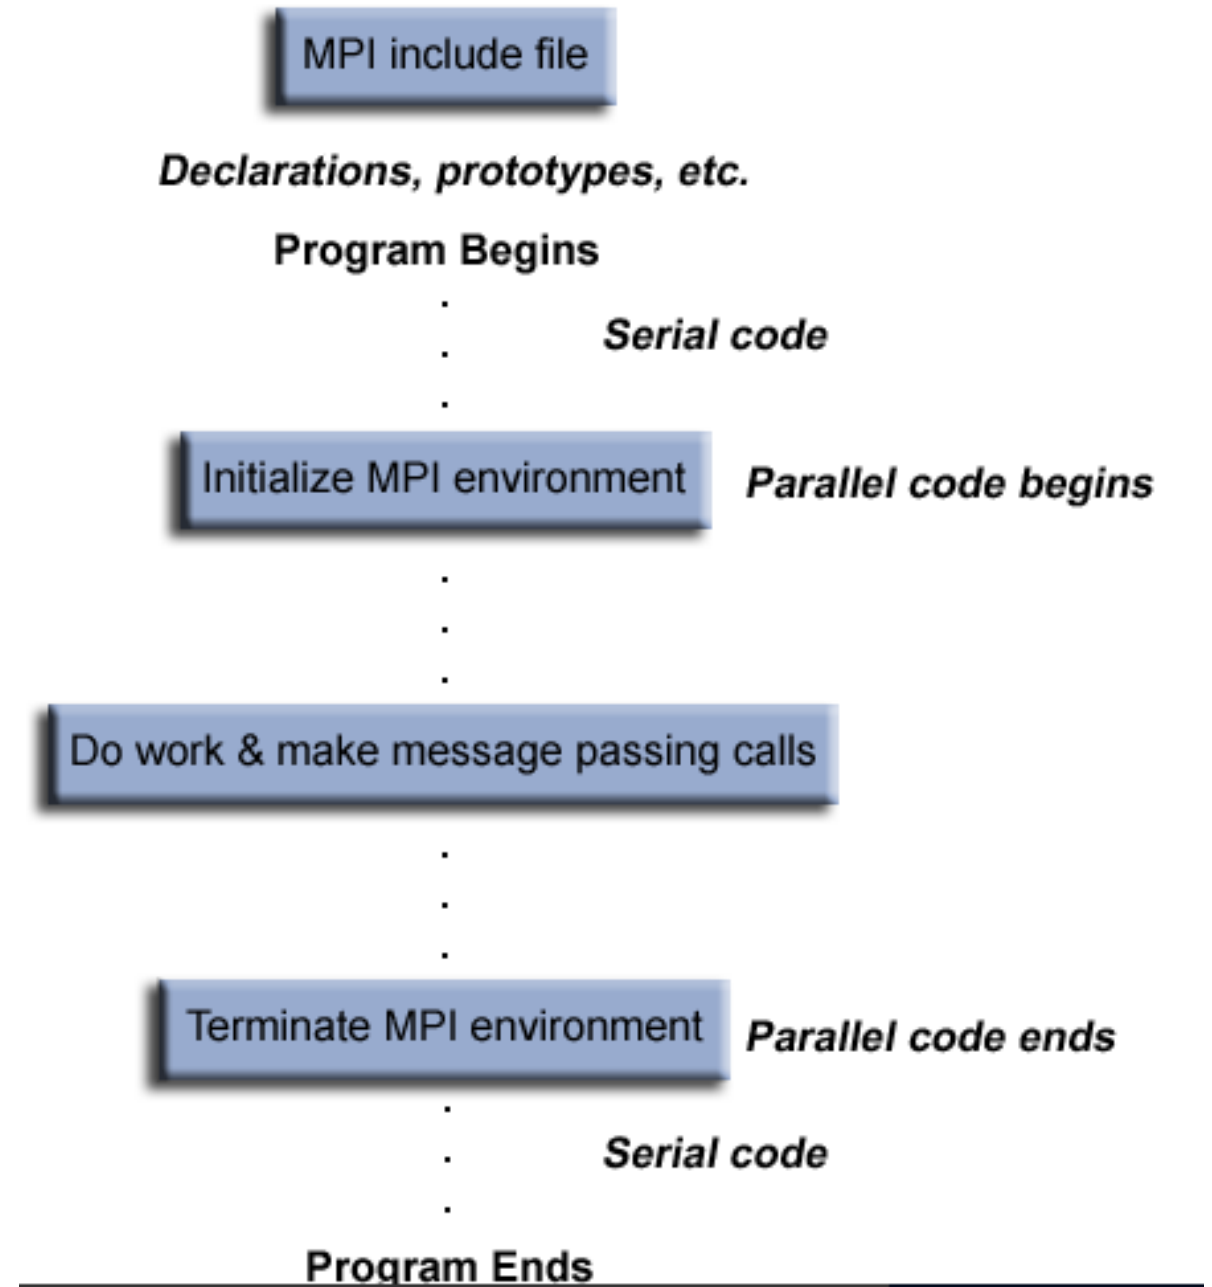 MPI include file
Declarations, prototypes, etc.
Program Begins
.
Serial code
.
.
Initialize MPI environment
Parallel code begins
.
.
.
Do work & make message passing calls
.
.
.
Terminate MPI environment
Parallel code ends
.
.
Serial code
.
Program Ends